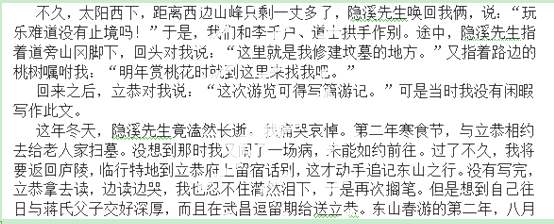 不久，太阳西下，距离西边山峰只剩一丈多了，隐溪先生唤回我俩，说：“玩
乐难道没有止境吗！”于是，我们和李千户、道士拱手作别。途中，隐溪先生指
着道旁山冈脚下，回头对我说：“这里就是我修建坟墓的地方。”又指着路边的
桃树嘱咐我：“明年赏桃花时就到这里来找我吧。”
回来之后，立恭对我说：“这次游览可得写篇游记。”可是当时我没有闲暇
写作此文。
这年冬天，隐溪先生竟溘然长逝。我痛哭哀悼。第二年寒食节，与立恭相约
去给老人家扫墓。没想到那时我又因了一场病，未能如约前往。过了不久，我将
要返回庐陵，临行特地到立恭府上留宿话别，这才动手追记东山之行。没有写完，
立恭拿去读，边读边哭，我也忍不住潸然泪下，于是再次搁笔。但是想到自己往
日与蒋氏父子交好深厚，而且在武昌逗留期给送立恭。东山春游的第二年，八月